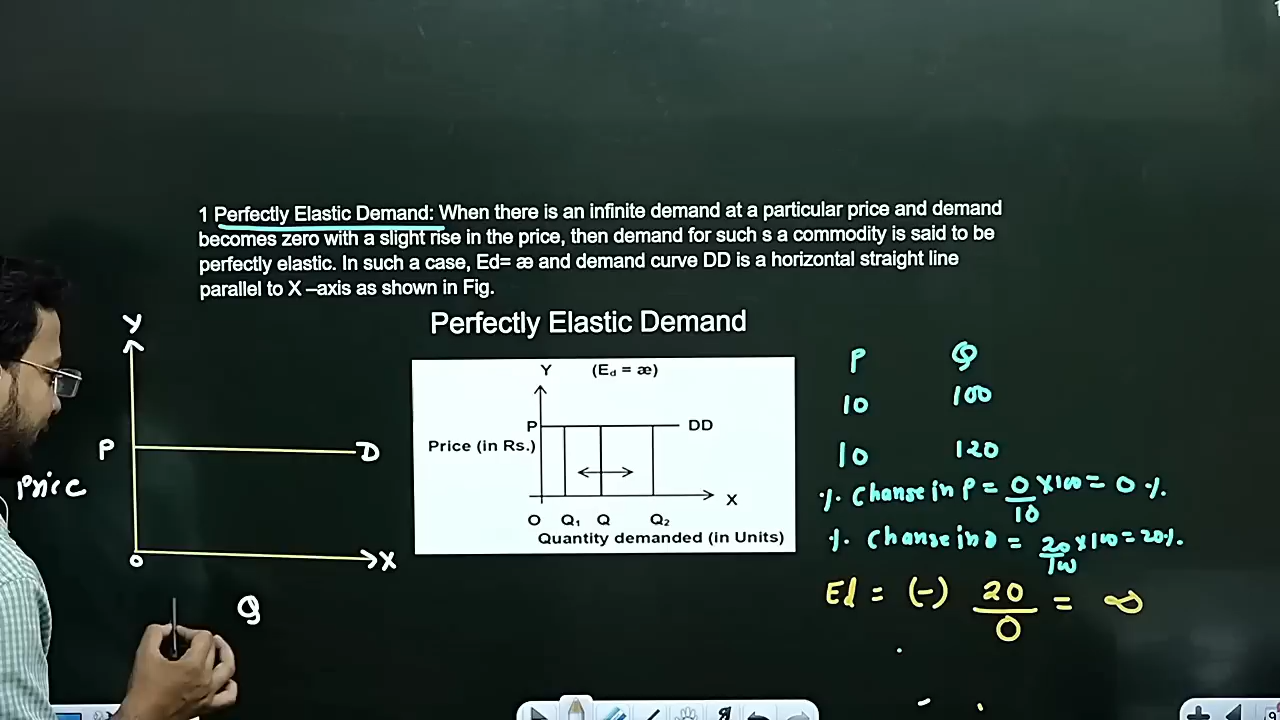 1 Perfectly Elastic Demand: When there is an infinite demand at a particular price and demand
becomes zero with a slight rise in the price, then demand for such s a commodity is said to be
perfectly elastic. In such a case, Ed= æ and demand curve DD is a horizontal straight line
parallel to X –axis as shown in Fig.
Perfectly Elastic Demand
Y
P
D
Price
O
X
Q
Y (Ed = æ)
P DD
Price (in Rs.)
X
O Q1 Q Q2
Quantity demanded (in Units)
P Q
10 100
10 120
% Change in P = 0/10 × 100 = 0 %.
% Change in Q = 20/100 × 100 = 20%.
Ed = (-) 20/0 = ∞